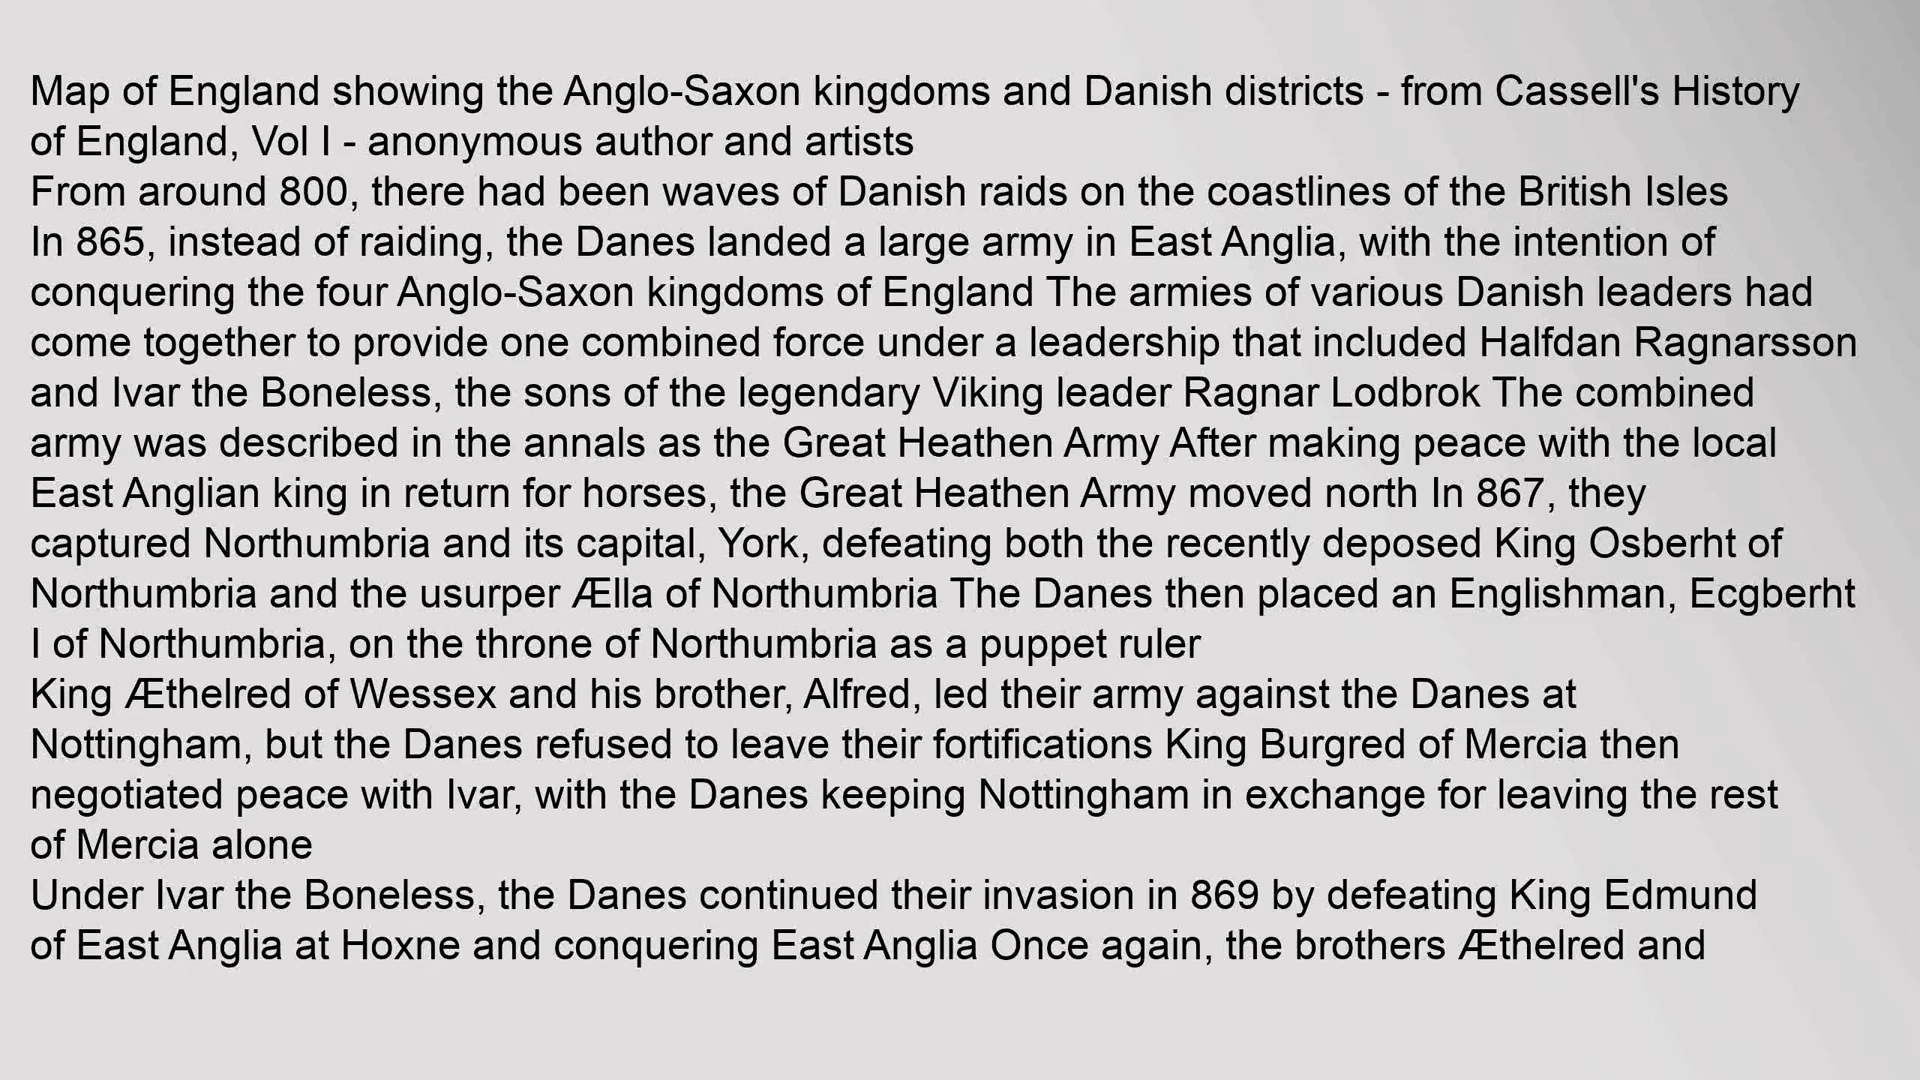 Map of England showing the Anglo-Saxon kingdoms and Danish districts - from Cassell's History
of England, Vol I - anonymous author and artists
From around 800, there had been waves of Danish raids on the coastlines of the British Isles
In 865, instead of raiding, the Danes landed a large army in East Anglia, with the intention of
conquering the four Anglo-Saxon kingdoms of England The armies of various Danish leaders had
come together to provide one combined force under a leadership that included Halfdan Ragnarsson
and Ivar the Boneless, the sons of the legendary Viking leader Ragnar Lodbrok The combined
army was described in the annals as the Great Heathen Army After making peace with the local
East Anglian king in return for horses, the Great Heathen Army moved north In 867, they
captured Northumbria and its capital, York, defeating both the recently deposed King Osberht of
Northumbria and the usurper Ælla of Northumbria The Danes then placed an Englishman, Ecgberht
I of Northumbria, on the throne of Northumbria as a puppet ruler
King Æthelred of Wessex and his brother, Alfred, led their army against the Danes at
Nottingham, but the Danes refused to leave their fortifications King Burgred of Mercia then
negotiated peace with Ivar, with the Danes keeping Nottingham in exchange for leaving the rest
of Mercia alone
Under Ivar the Boneless, the Danes continued their invasion in 869 by defeating King Edmund
of East Anglia at Hoxne and conquering East Anglia Once again, the brothers Æthelred and